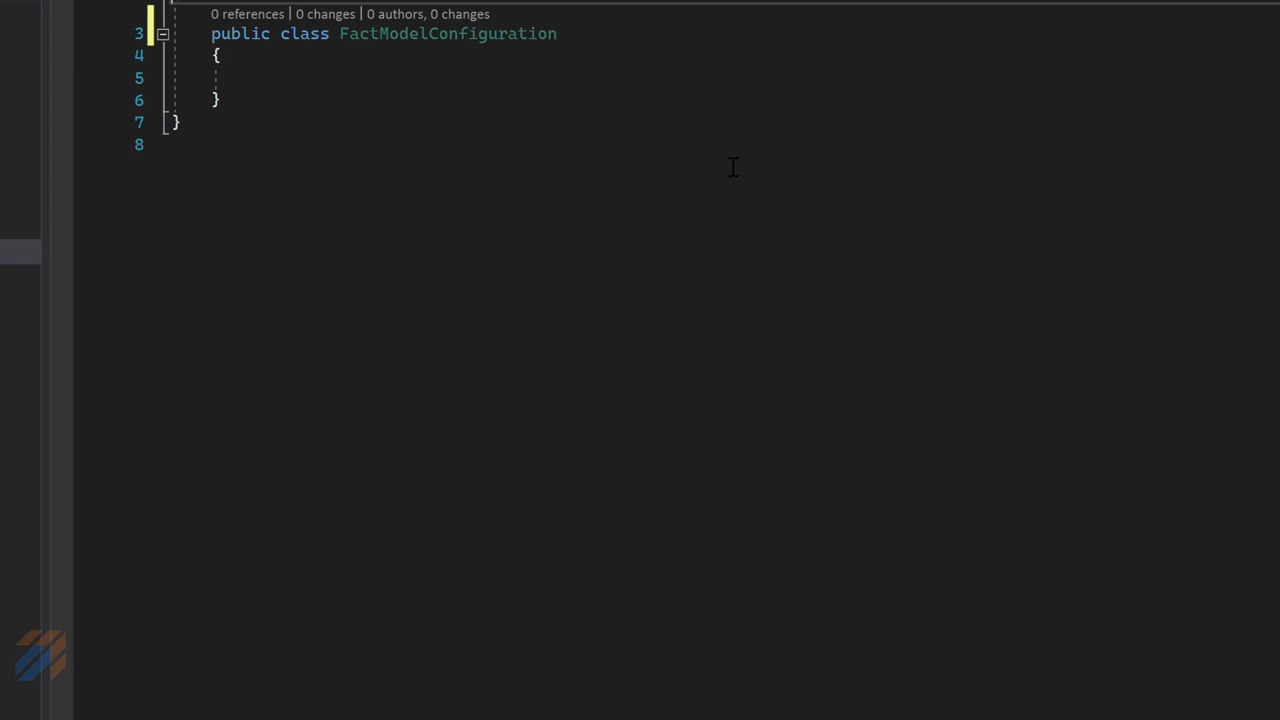 0 references | 0 changes | 0 authors, 0 changes
3 public class FactModelConfiguration
4 {
5
6 }
7 }
8